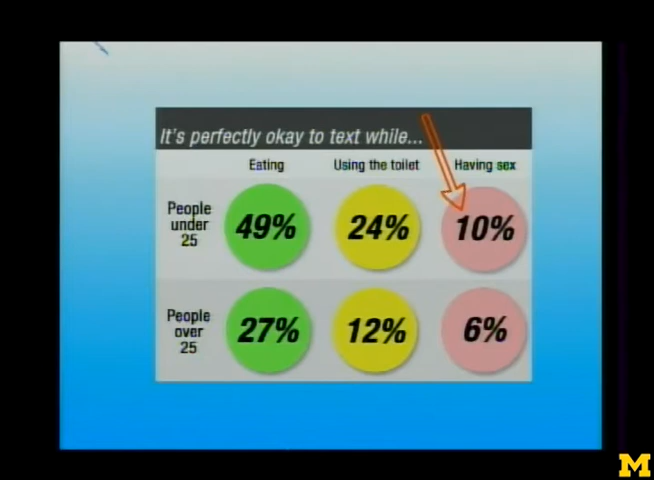 It's perfectly okay to text while...
Eating Using the toilet Having sex
People
under
25
49% 24% 10%
People
over
25
27% 12% 6%
M